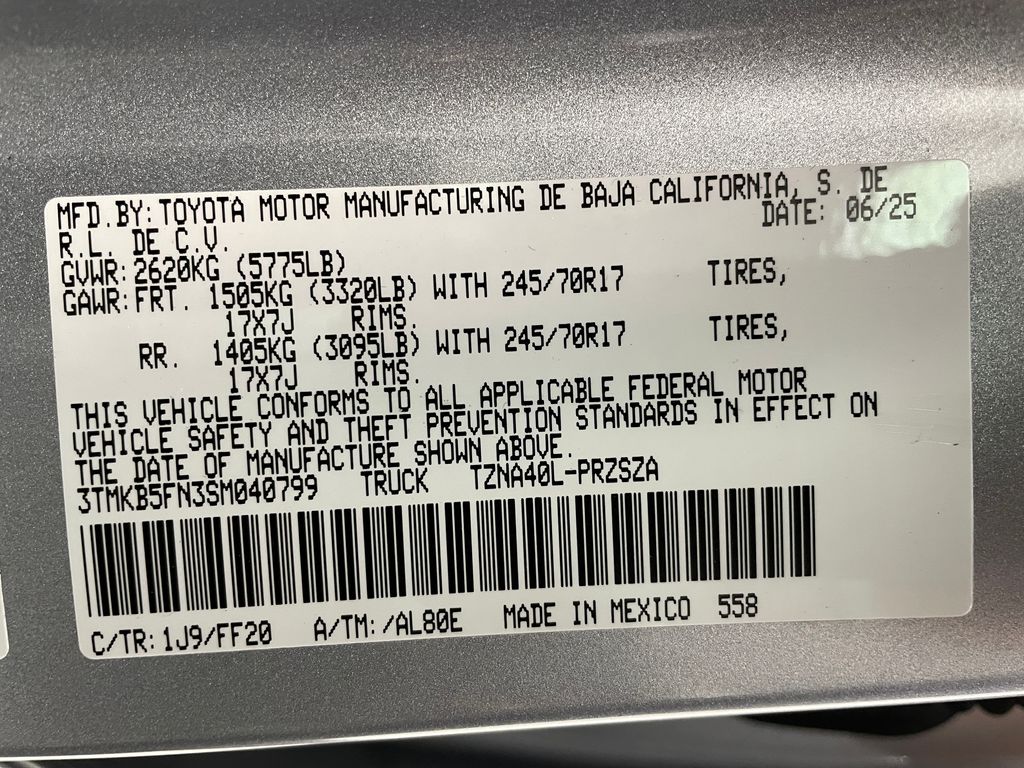 MFD.BY:TOYOTA MOTOR MANUFACTURING DE BAJA CALIFORNIA, S. DE
R.L. DE C.V. DATE: 06/25
GVWR:2620KG (5775LB)
GAWR:FRT. 1505KG (3320LB) WITH 245/70R17 TIRES,
17X7J RIMS.
RR. 1405KG (3095LB) WITH 245/70R17 TIRES,
17X7J RIMS.
THIS VEHICLE CONFORMS TO ALL APPLICABLE FEDERAL MOTOR
VEHICLE SAFETY AND THEFT PREVENTION STANDARDS IN EFFECT ON
THE DATE OF MANUFACTURE SHOWN ABOVE.
3TMKB5FN3SM040799 TRUCK TZNA40L-PRZSZA
C/TR:1J9/FF20 A/TM:/AL80E MADE IN MEXICO 558